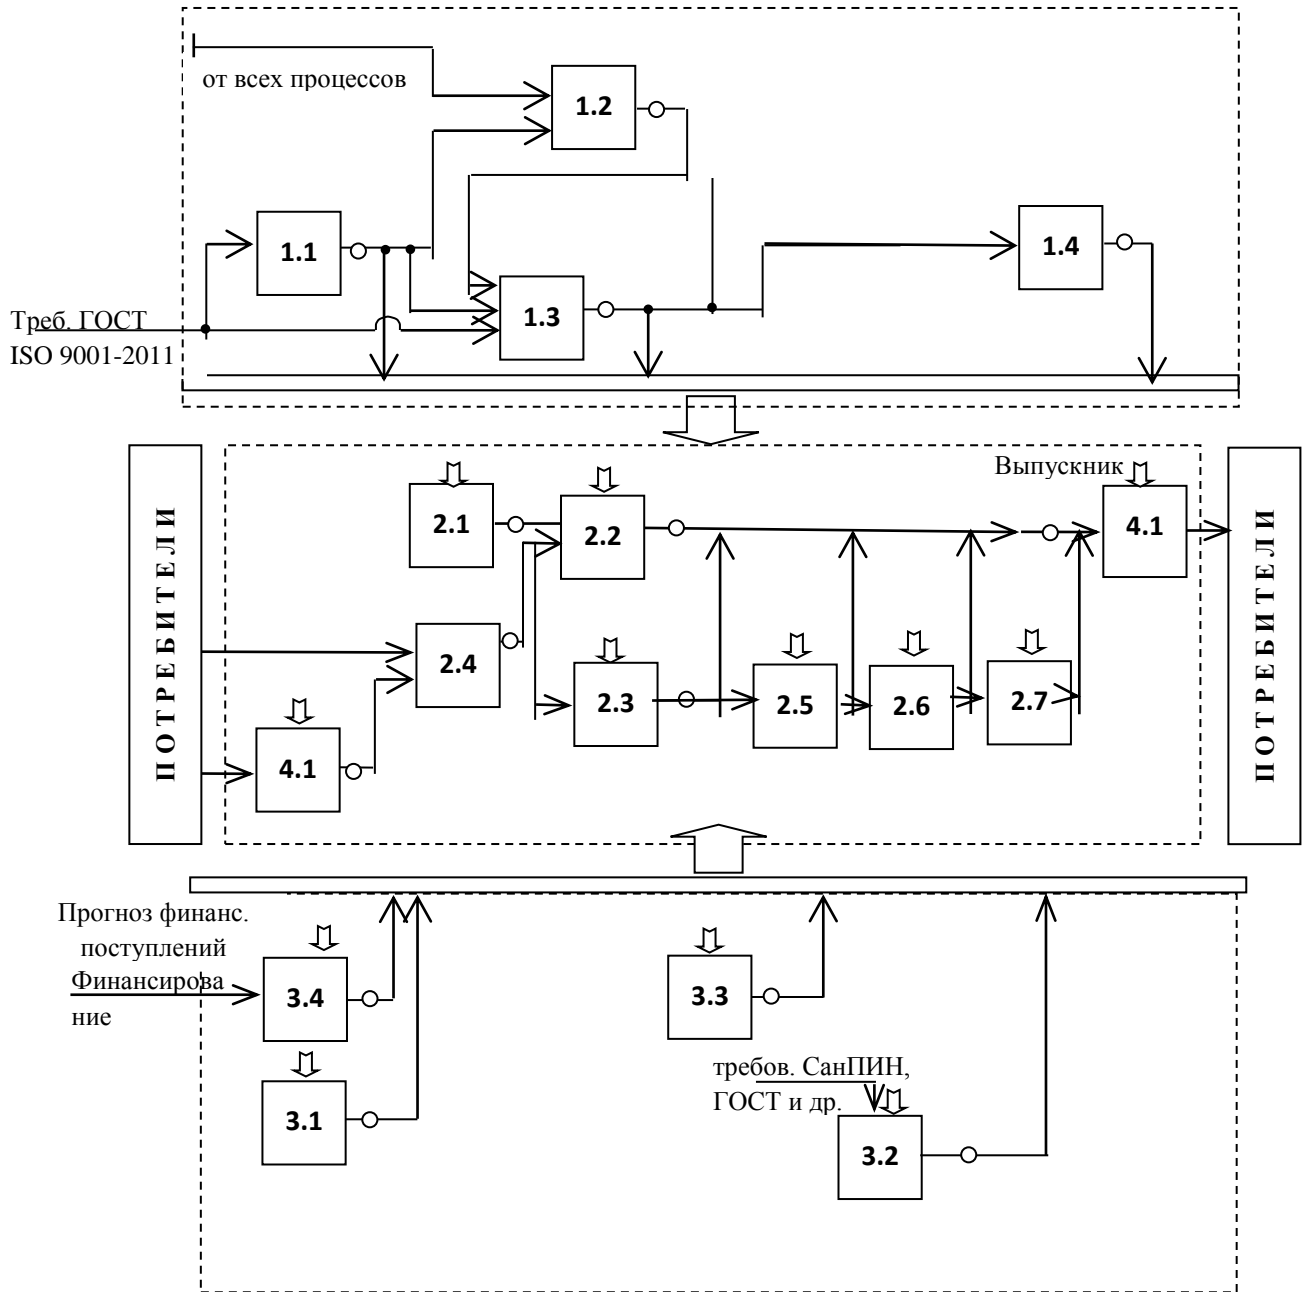 от всех процессов
1.2
1.1
1.4
1.3
Треб. ГОСТ
ISO 9001-2011
ПОТРЕБИТЕЛИ
Выпускник
2.1
2.2
4.1
2.4
2.3
2.5
2.6
2.7
4.1
ПОТРЕБИТЕЛИ
Прогноз финанс.
поступлений
Финансирова
ние
3.4
3.3
3.1
требов. СанПИН,
ГОСТ и др.
3.2